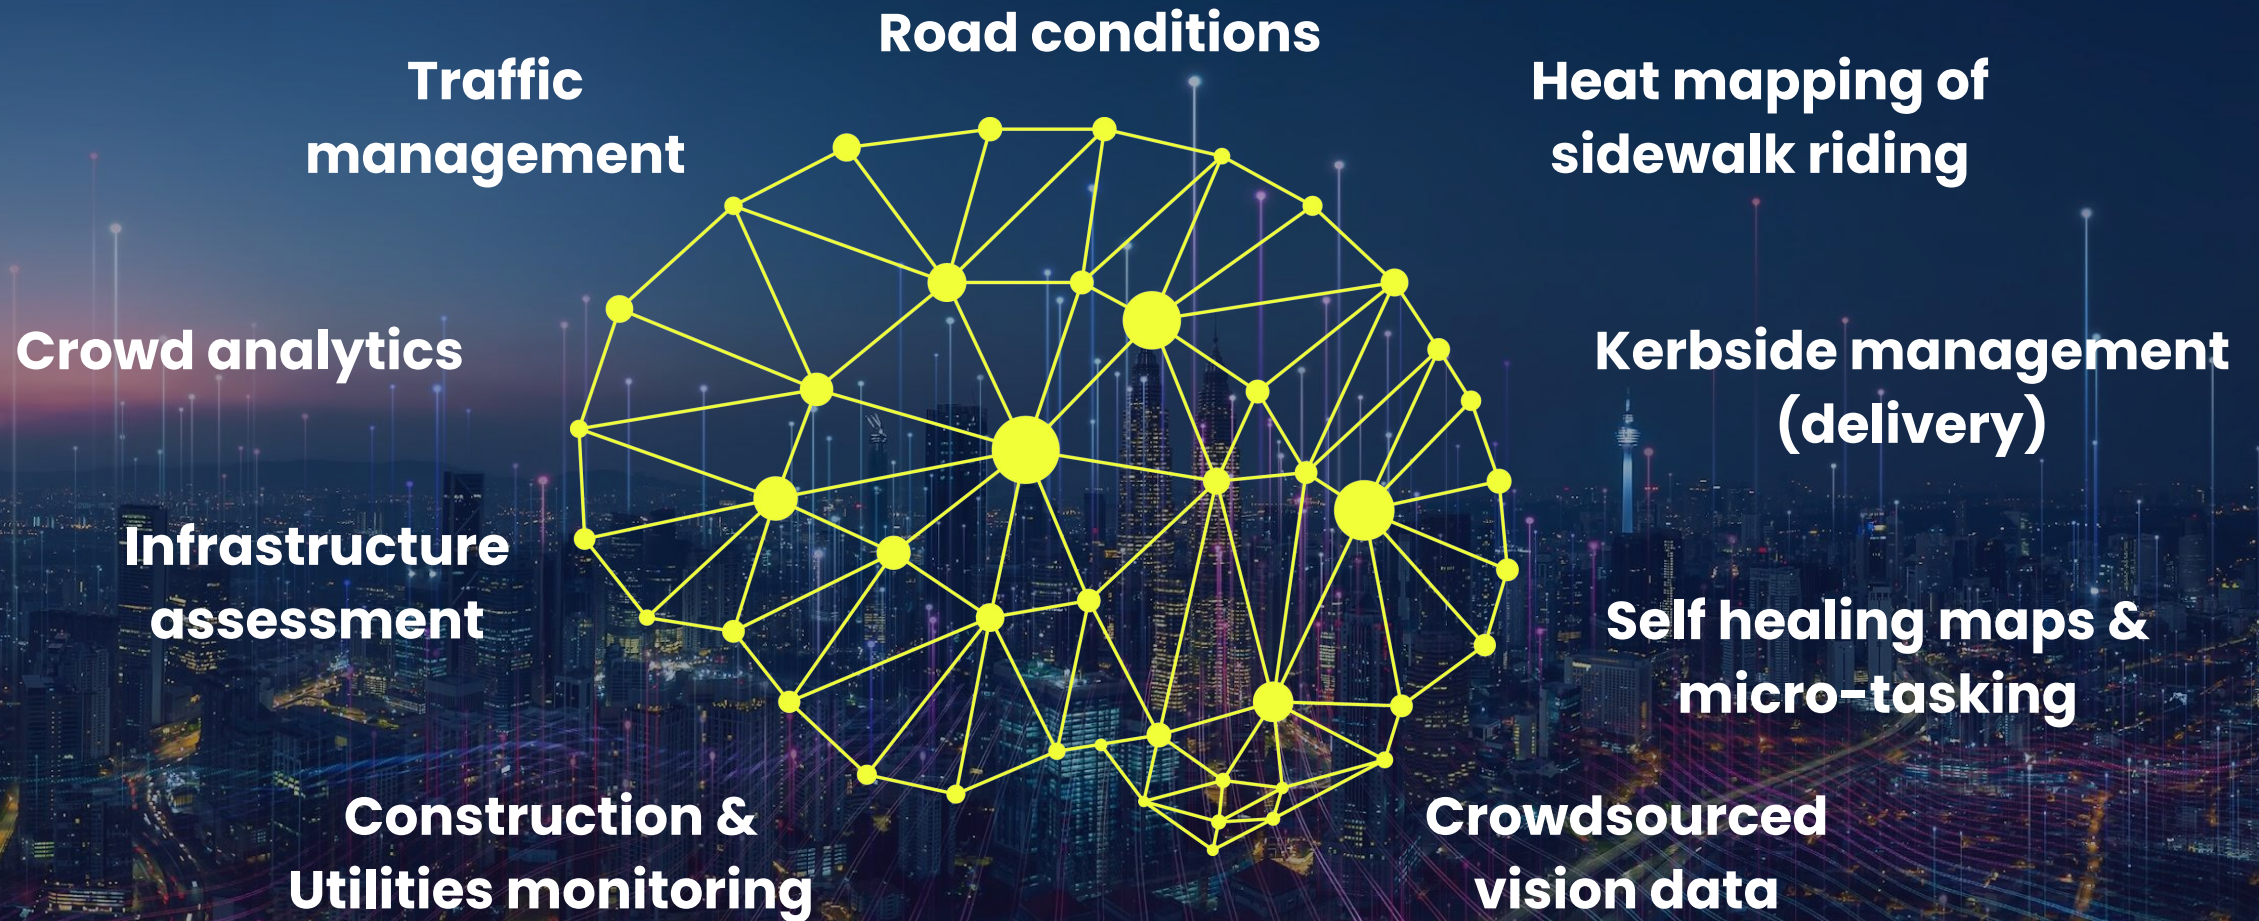 Road conditions
Traffic
management
Heat mapping of
sidewalk riding
Crowd analytics
Kerbside management
(delivery)
Infrastructure
assessment
Self healing maps &
micro-tasking
Construction &
Utilities monitoring
Crowdsourced
vision data